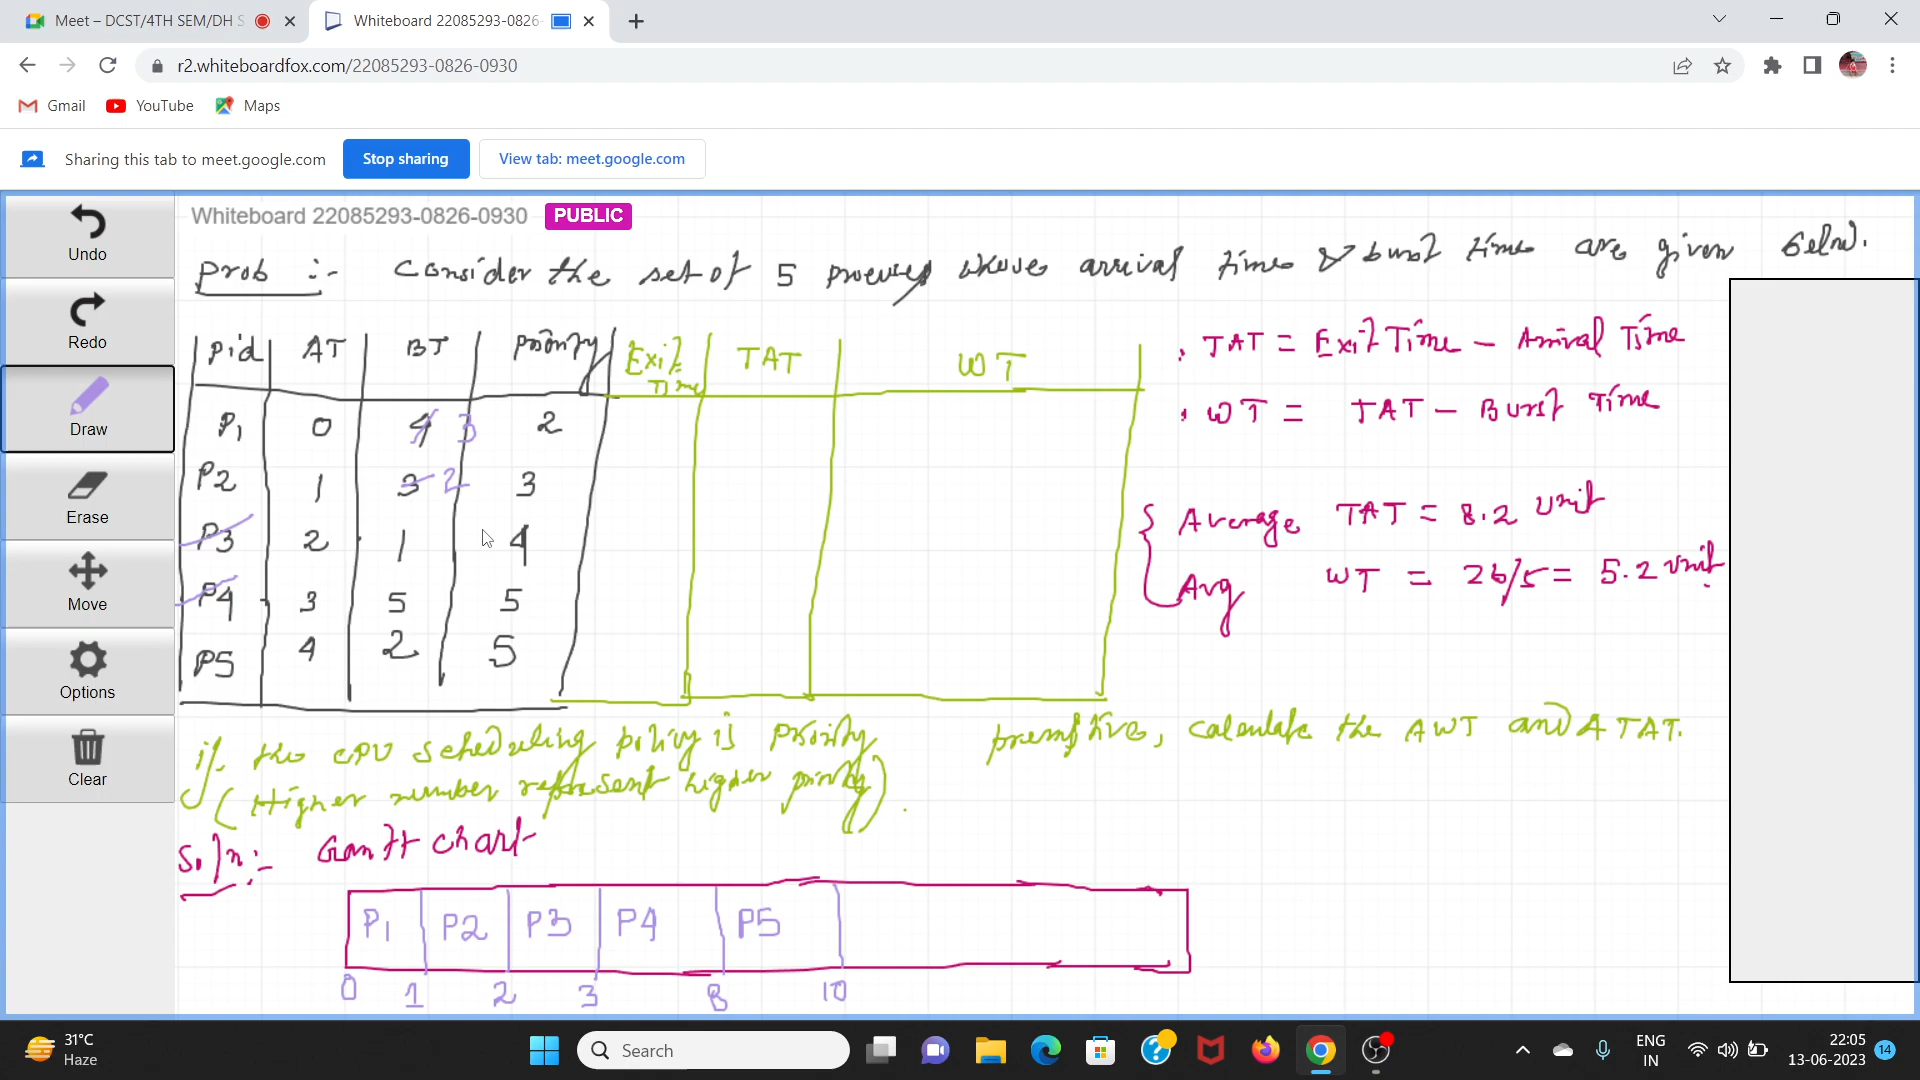 Meet – DCST/4TH SEM/DH S
Whiteboard 22085293-0826-
r2.whiteboardfox.com/22085293-0826-0930
Gmail YouTube Maps
Sharing this tab to meet.google.com Stop sharing View tab: meet.google.com
Undo
Redo
Draw
Erase
Move
Options
Clear
Whiteboard 22085293-0826-0930 PUBLIC
Prob :- Consider the set of 5 whose arrival time & burst time are given below.
Pid AT BT Priority Exit Time TAT WT
P1 0 4 3 2
P2 1 3 2 3
P3 2 1 4
P4 3 5 5
P5 4 2 5
. TAT = Exit Time - Arrival Time
. WT = TAT - Burst Time
Average TAT = 8.2 Unit
Avg WT = 26/5 = 5.2 Unit
if the CPU scheduling policy is Priority premptive, calculate the AWT and ATAT.
(Higher number represent higher priority).
Soln:- Gantt chart
P1 P2 P3 P4 P5
0 1 2 3 8 10
31°C
Haze
Search
ENG
IN
22:05
13-06-2023
14